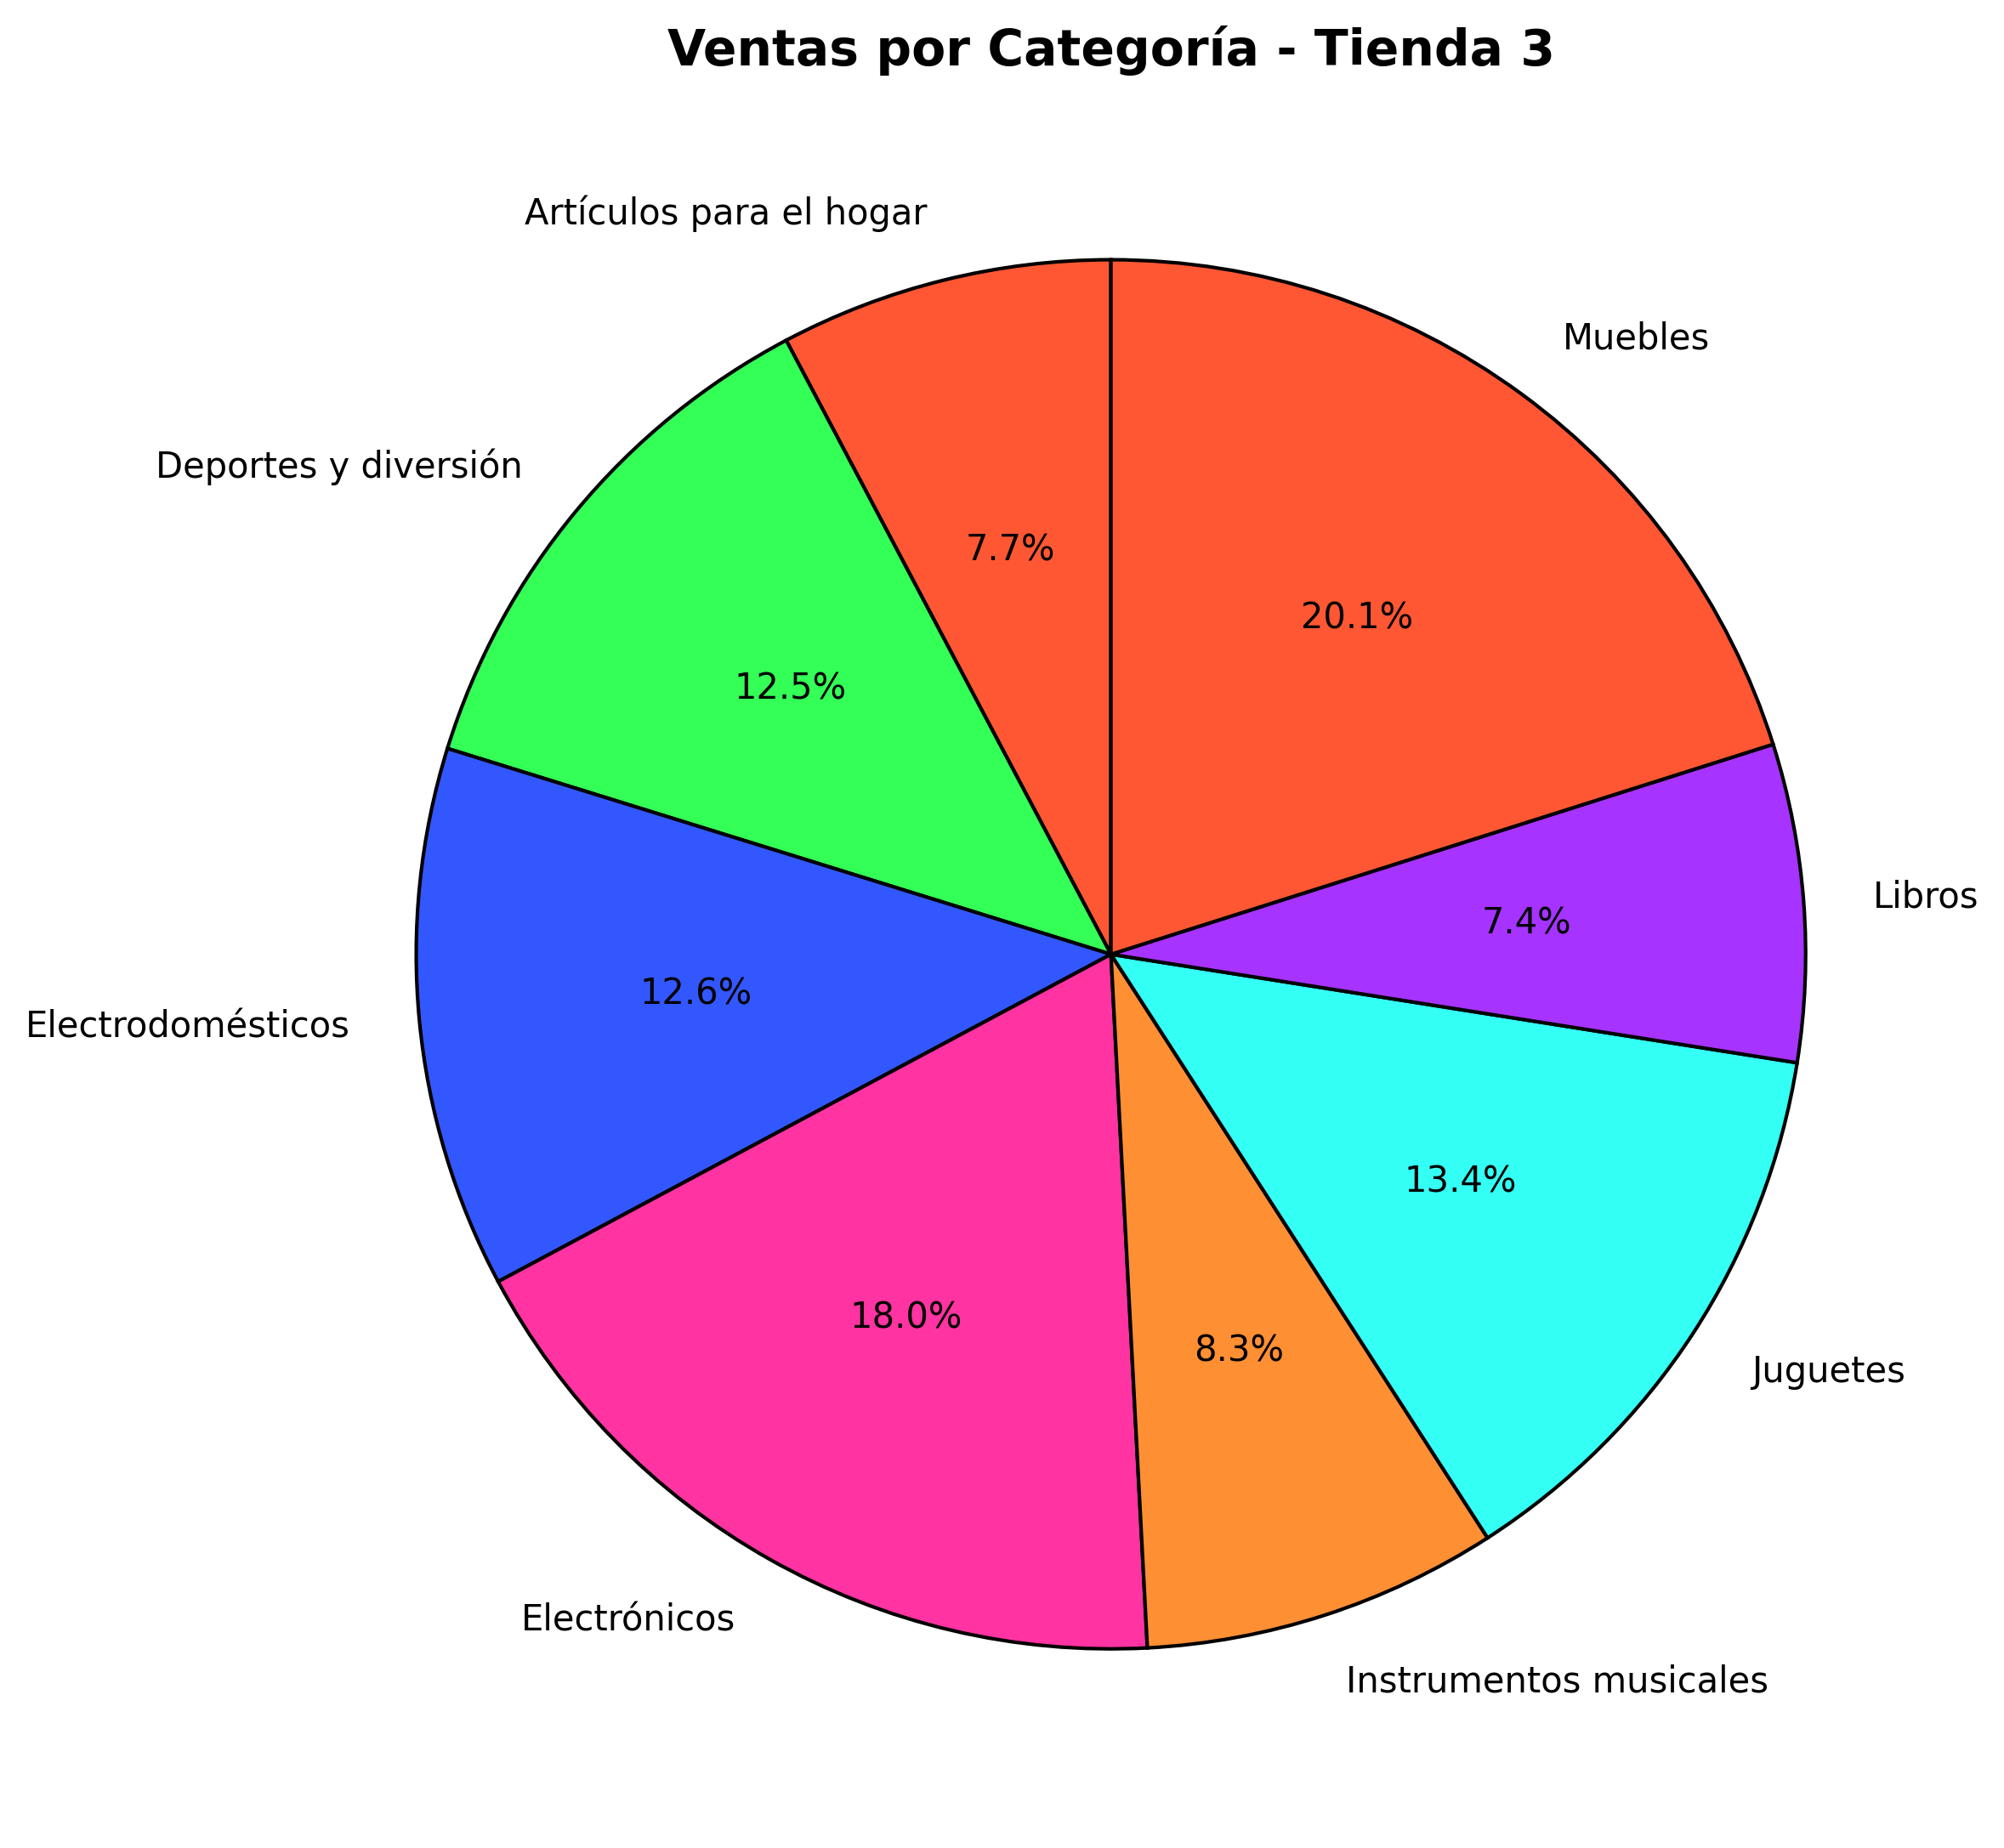 Ventas por Categoría - Tienda 3
Artículos para el hogar
Muebles
Deportes y diversión
7.7%
20.1%
12.5%
Libros
7.4%
12.6%
Electrodomésticos
13.4%
18.0%
8.3%
Juguetes
Electrónicos
Instrumentos musicales